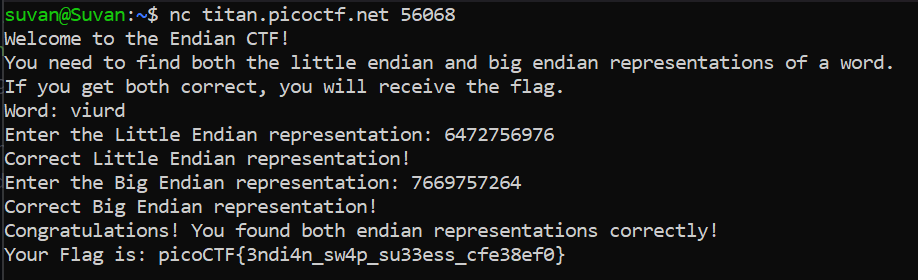 suvan@Suvan:~$ nc titan.picoctf.net 56068
Welcome to the Endian CTF!
You need to find both the little endian and big endian representations of a word.
If you get both correct, you will receive the flag.
Word: viurd
Enter the Little Endian representation: 6472756976
Correct Little Endian representation!
Enter the Big Endian representation: 7669757264
Correct Big Endian representation!
Congratulations! You found both endian representations correctly!
Your Flag is: picoCTF{3ndi4n_sw4p_su33ess_cfe38ef0}